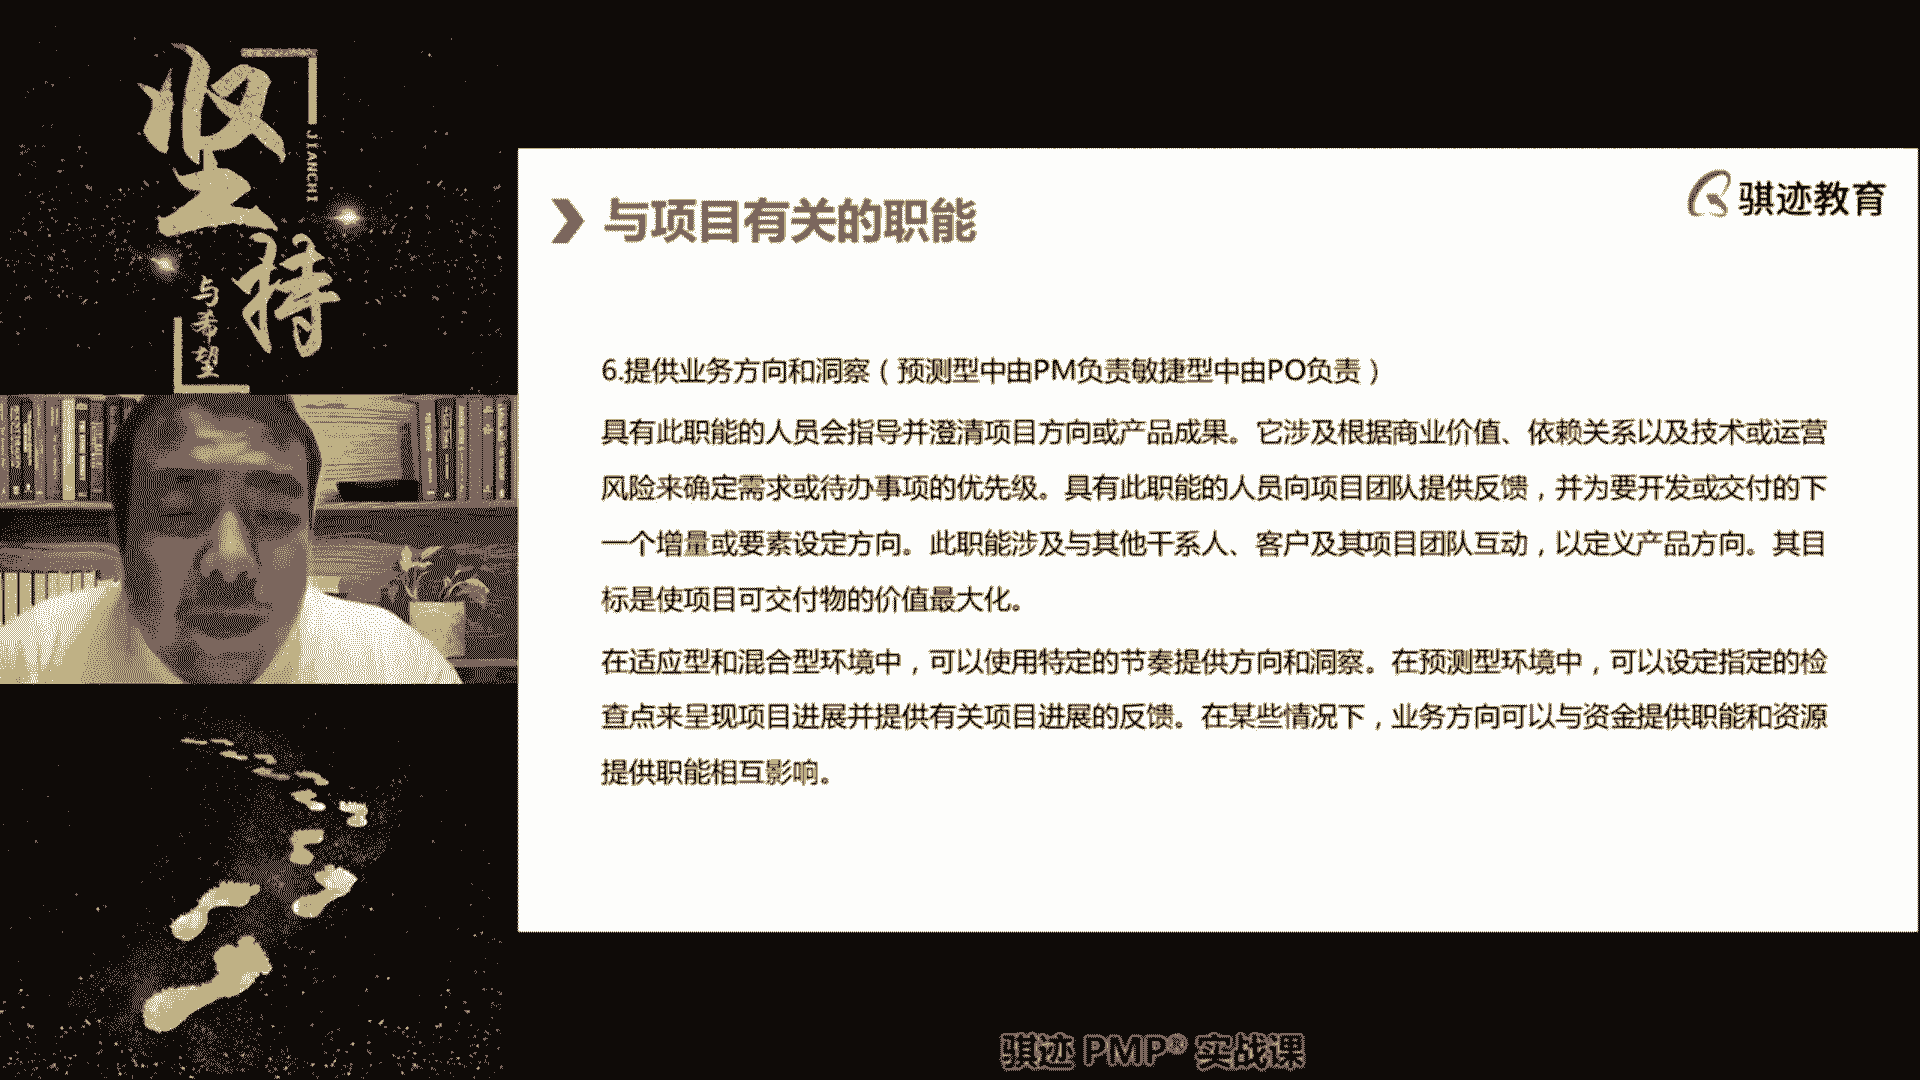 坚持
JIANCHI
与希望
骐迹教育
与项目有关的职能
6.提供业务方向和洞察（预测型中由PM负责敏捷型中由PO负责）
具有此职能的人员会指导并澄清项目方向或产品成果。它涉及根据商业价值、依赖关系以及技术或运营
风险来确定需求或待办事项的优先级。具有此职能的人员向项目团队提供反馈，并为要开发或交付的下
一个增量或要素设定方向。此职能涉及与其他干系人、客户及其项目团队互动，以定义产品方向。其目
标是使项目可交付物的价值最大化。
在适应型和混合型环境中，可以使用特定的节奏提供方向和洞察。在预测型环境中，可以设定指定的检
查点来呈现项目进展并提供有关项目进展的反馈。在某些情况下，业务方向可以与资金提供职能和资源
提供职能相互影响。
骐迹 PMP® 实战课